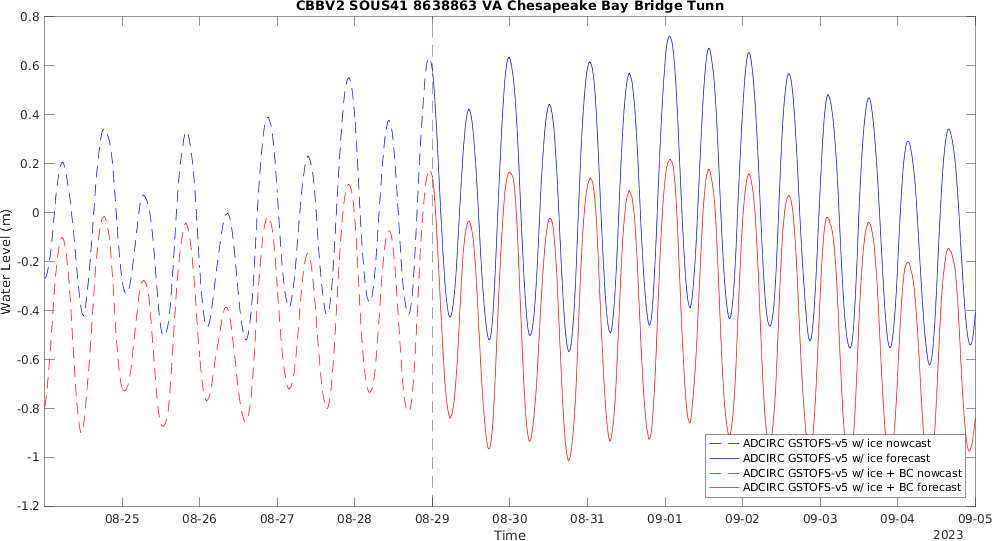 CBBV2 SOUS41 8638863 VA Chesapeake Bay Bridge Tunn
0.8
0.6
0.4
0.2
0
-0.2
-0.4
-0.6
-0.8
-1
-1.2
Water Level (m)
ADCIRC GSTOFS-v5 w/ ice nowcast
ADCIRC GSTOFS-v5 w/ ice forecast
ADCIRC GSTOFS-v5 w/ ice + BC nowcast
ADCIRC GSTOFS-v5 w/ ice + BC forecast
08-25 08-26 08-27 08-28 08-29 08-30 08-31 09-01 09-02 09-03 09-04 09-05
Time
2023